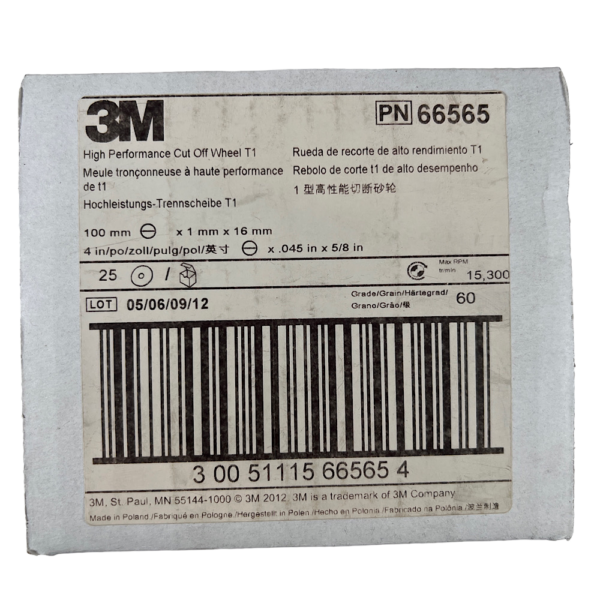 3M
PN 66565
High Performance Cut Off Wheel T1
Meule tronçonneuse à haute performance
de t1
Hochleistungs-Trennscheibe T1
Rueda de recorte de alto rendimiento T1
Rebolo de corte t1 de alto desempenho
1 型高性能切断砂轮
100 mm x 1 mm x 16 mm
4 in/po/zoll/pulg/pol/英寸 x .045 in x 5/8 in
25 /
Max RPM
tr/min 15,300
LOT 05/06/09/12
Grade/Grain/Härtegrad/
Grano/Grão/级 60
3 00 51115 66565 4
3M, St. Paul, MN 55144-1000 © 3M 2012. 3M is a trademark of 3M Company
Made in Poland /Fabriqué en Pologne /Hergestellt in Polen /Hecho en Polonia /Fabricado na Polônia /波兰制造